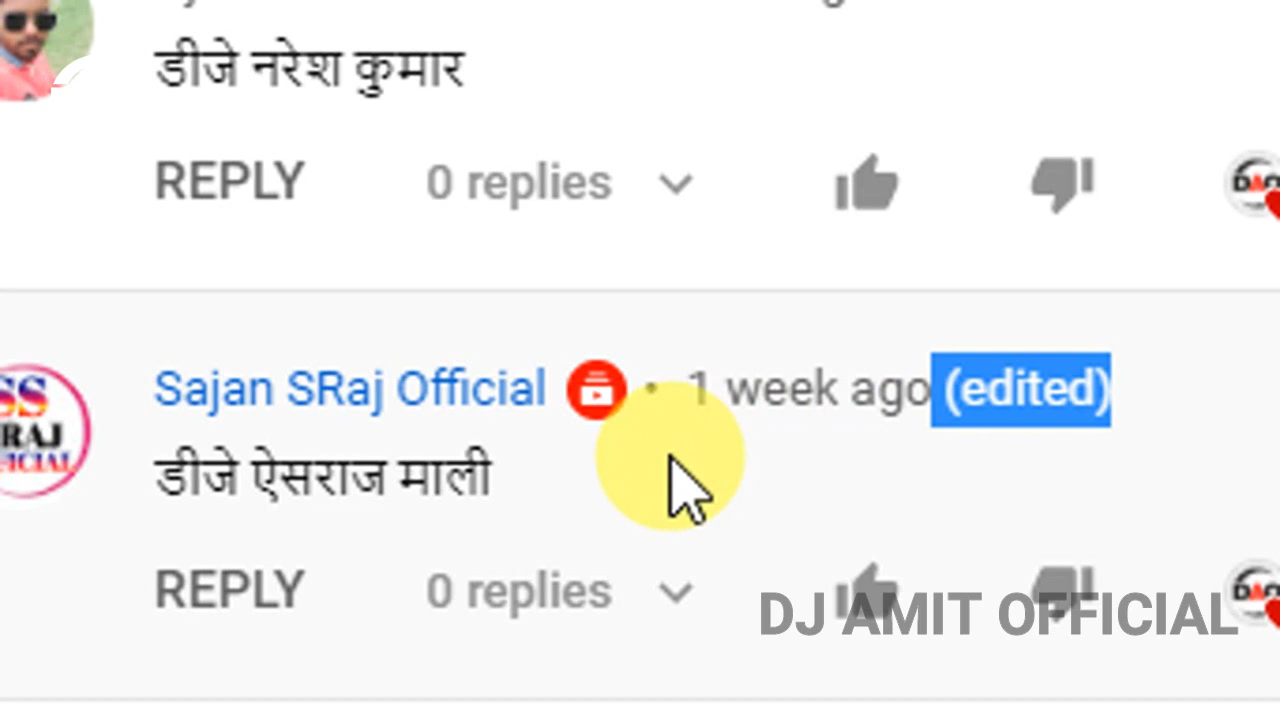 डीजे नरेश कुमार
REPLY 0 replies
Sajan SRaj Official • 1 week ago (edited)
डीजे ऐसराज माली
REPLY 0 replies
DJ AMIT OFFICIAL